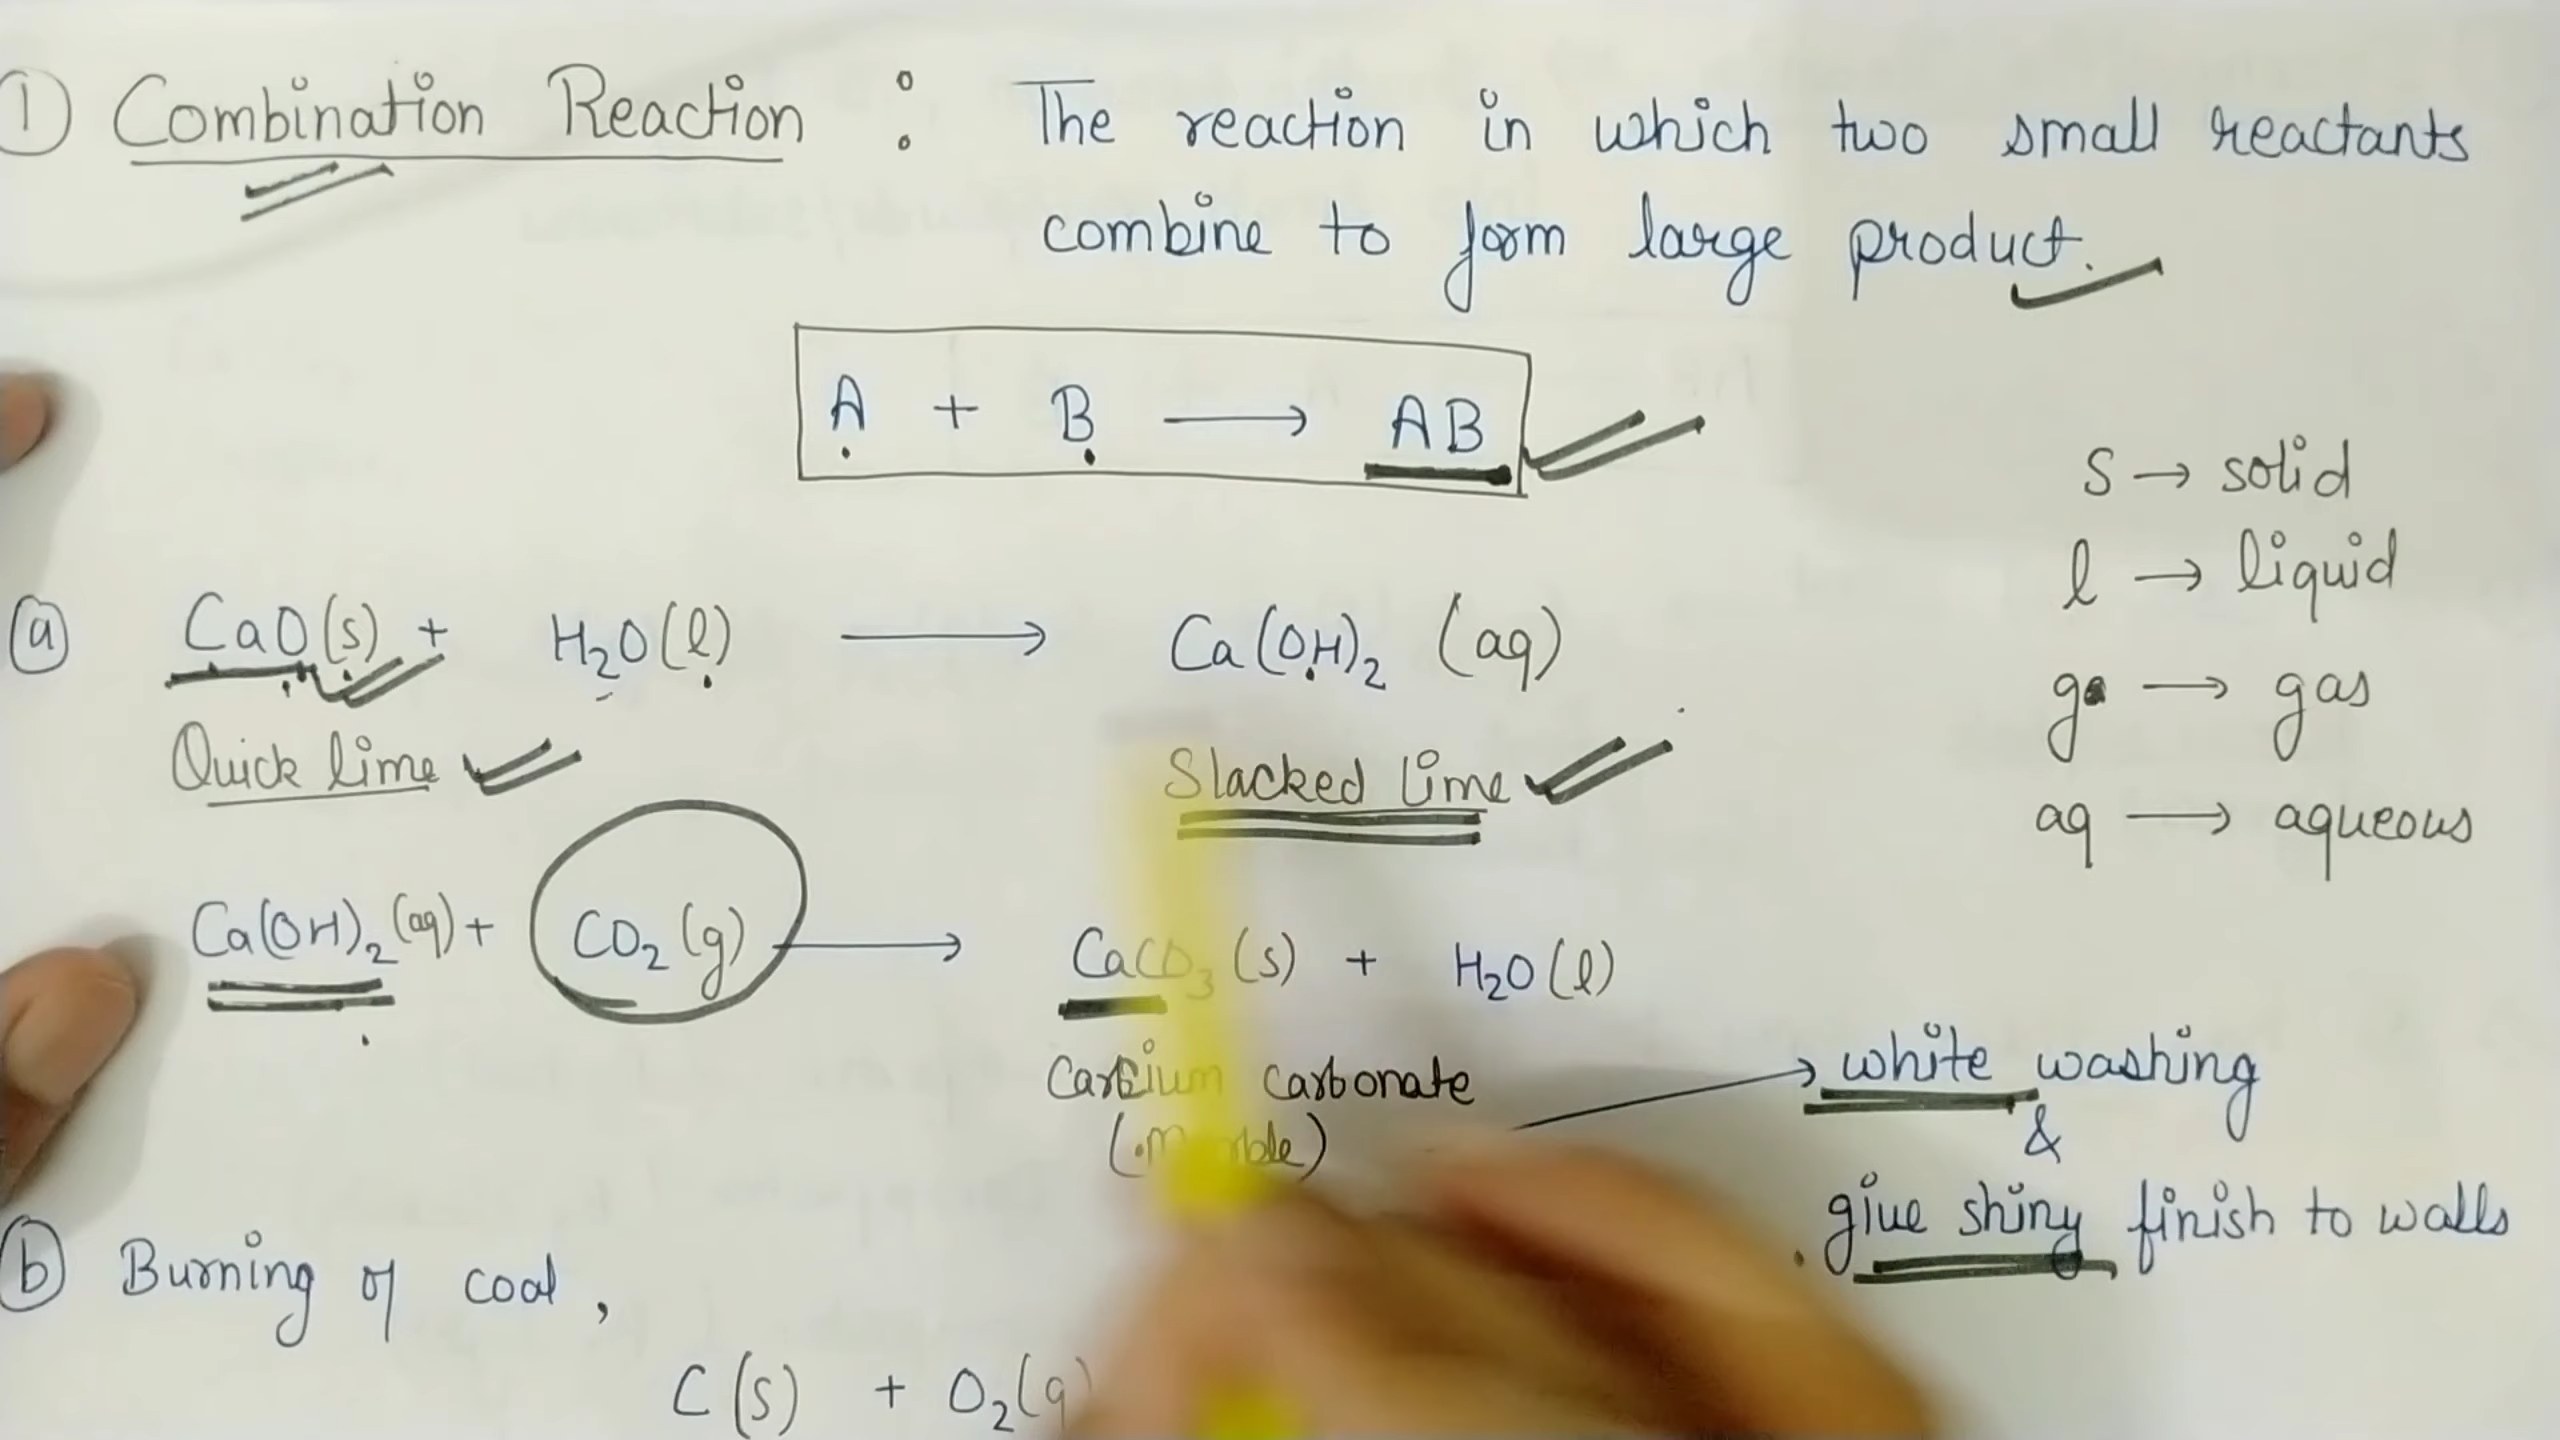 ① Combination Reaction : The reaction in which two small reactants
combine to form large product.
A + B ⟶ AB
S → solid
l → liquid
g → gas
aq → aqueous
ⓐ CaO(s) + H₂O(l) ⟶ Ca(OH)₂ (aq)
Quick lime Slacked lime
Ca(OH)₂(aq) + CO₂(g) ⟶ CaCO₃(s) + H₂O(l)
carbonate → white washing
&
give shiny finish to walls
ⓑ Burning of coal,
C(s) + O₂(g)